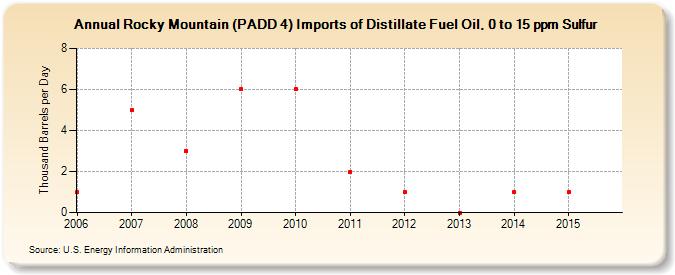 Annual Rocky Mountain (PADD 4) Imports of Distillate Fuel Oil, 0 to 15 ppm Sulfur
Thousand Barrels per Day
8
6
4
2
0
2006 2007 2008 2009 2010 2011 2012 2013 2014 2015
Source: U.S. Energy Information Administration